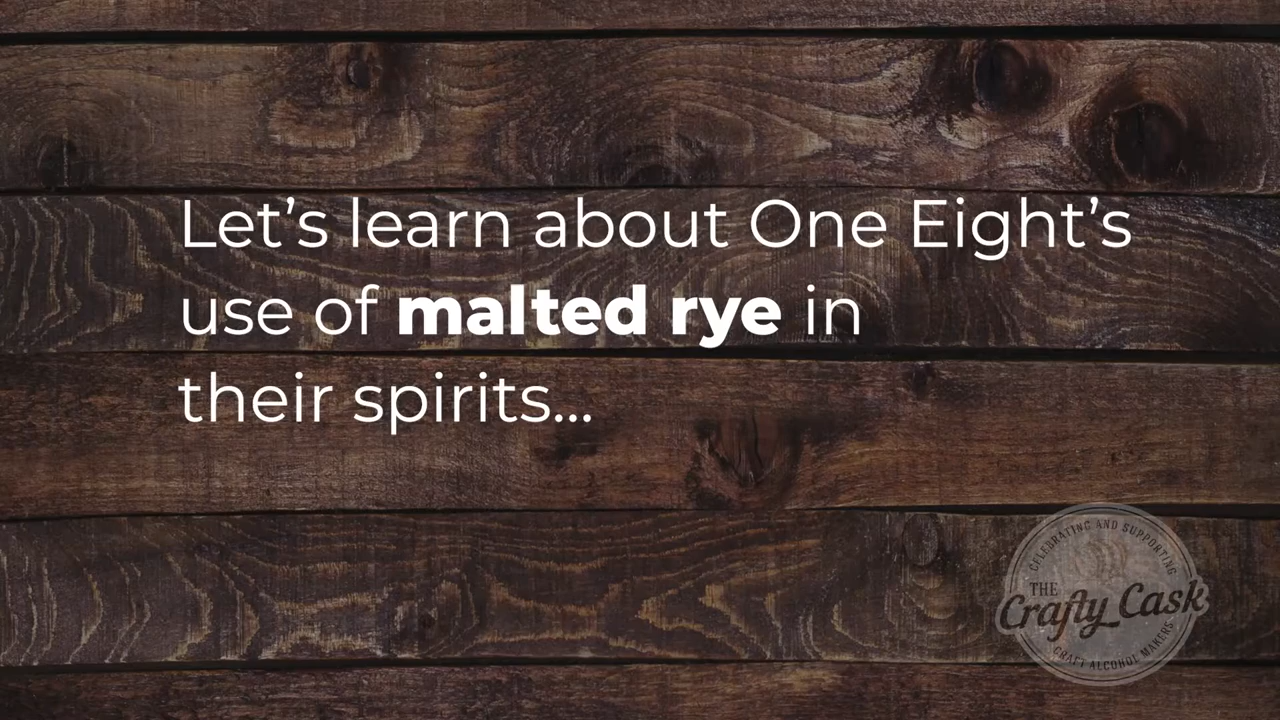 Let’s learn about One Eight’s
use of malted rye in
their spirits...
CELEBRATING AND SUPPORTING
THE
Crafty Cask
CRAFT ALCOHOL MAKERS